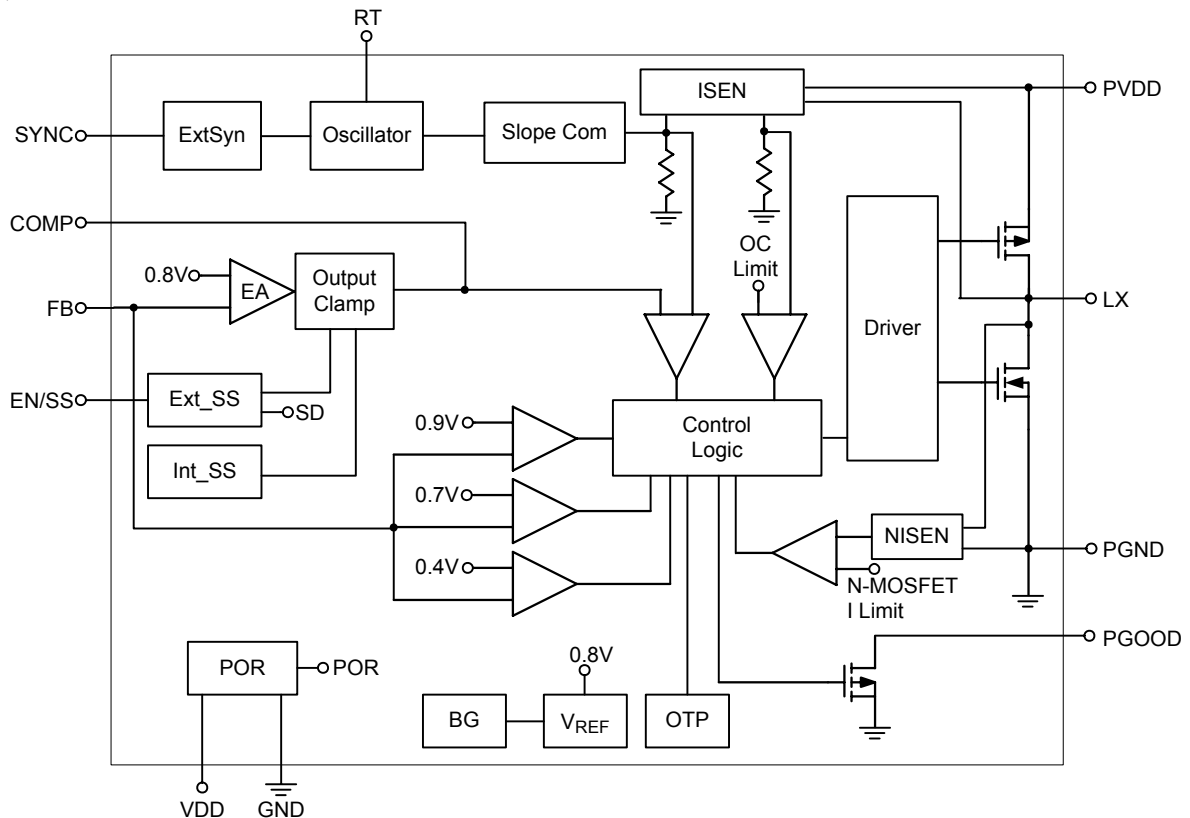 RT
ISEN
PVDD
SYNC
ExtSyn
Oscillator
Slope Com
COMP
OC
Limit
0.8V
EA
Output
Clamp
FB
LX
Driver
EN/SS
Ext_SS
SD
0.9V
Control
Logic
Int_SS
0.7V
NISEN
PGND
0.4V
N-MOSFET
I Limit
PGOOD
POR
POR
0.8V
BG
VREF
OTP
VDD
GND